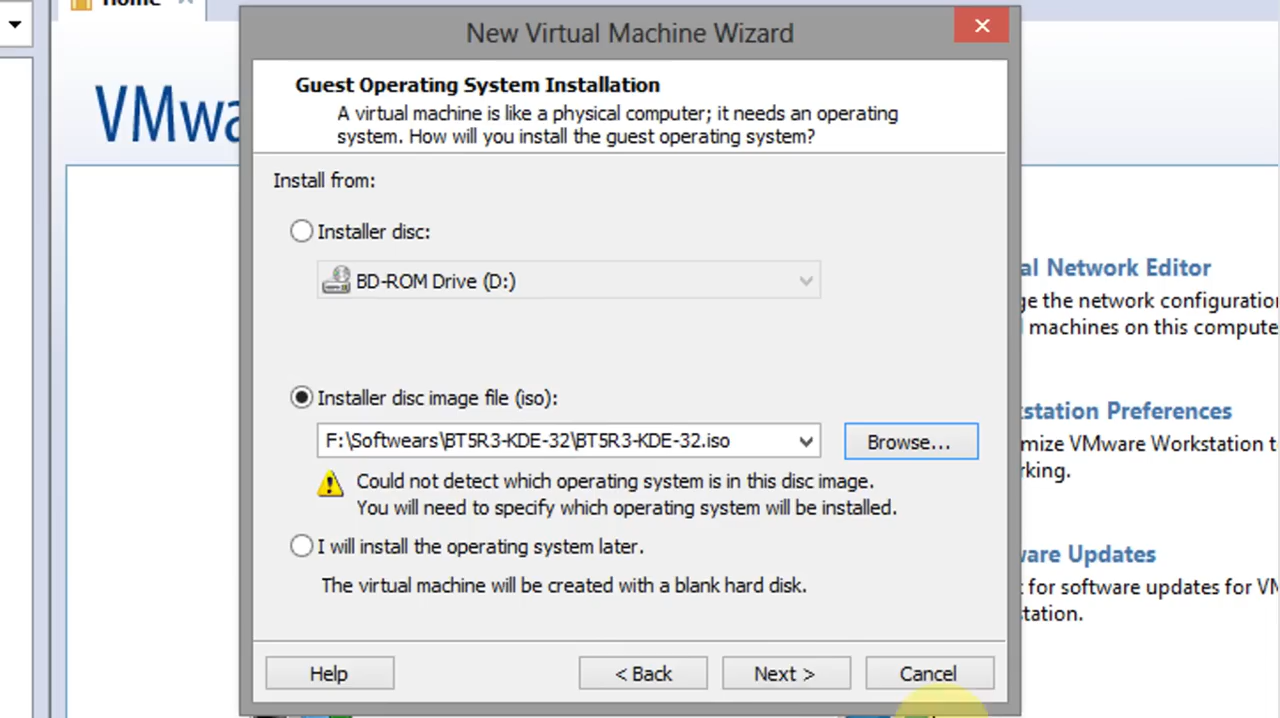 Home
New Virtual Machine Wizard
VMwa
Guest Operating System Installation
A virtual machine is like a physical computer; it needs an operating
system. How will you install the guest operating system?
Install from:
Installer disc:
BD-ROM Drive (D:)
al Network Editor
ge the network configuration
machines on this compute
Installer disc image file (iso):
F:\Softwears\BT5R3-KDE-32\BT5R3-KDE-32.iso
Browse...
station Preferences
mize VMware Workstation t
rking.
Could not detect which operating system is in this disc image.
You will need to specify which operating system will be installed.
I will install the operating system later.
The virtual machine will be created with a blank hard disk.
ware Updates
t for software updates for VM
station.
Help
< Back
Next >
Cancel